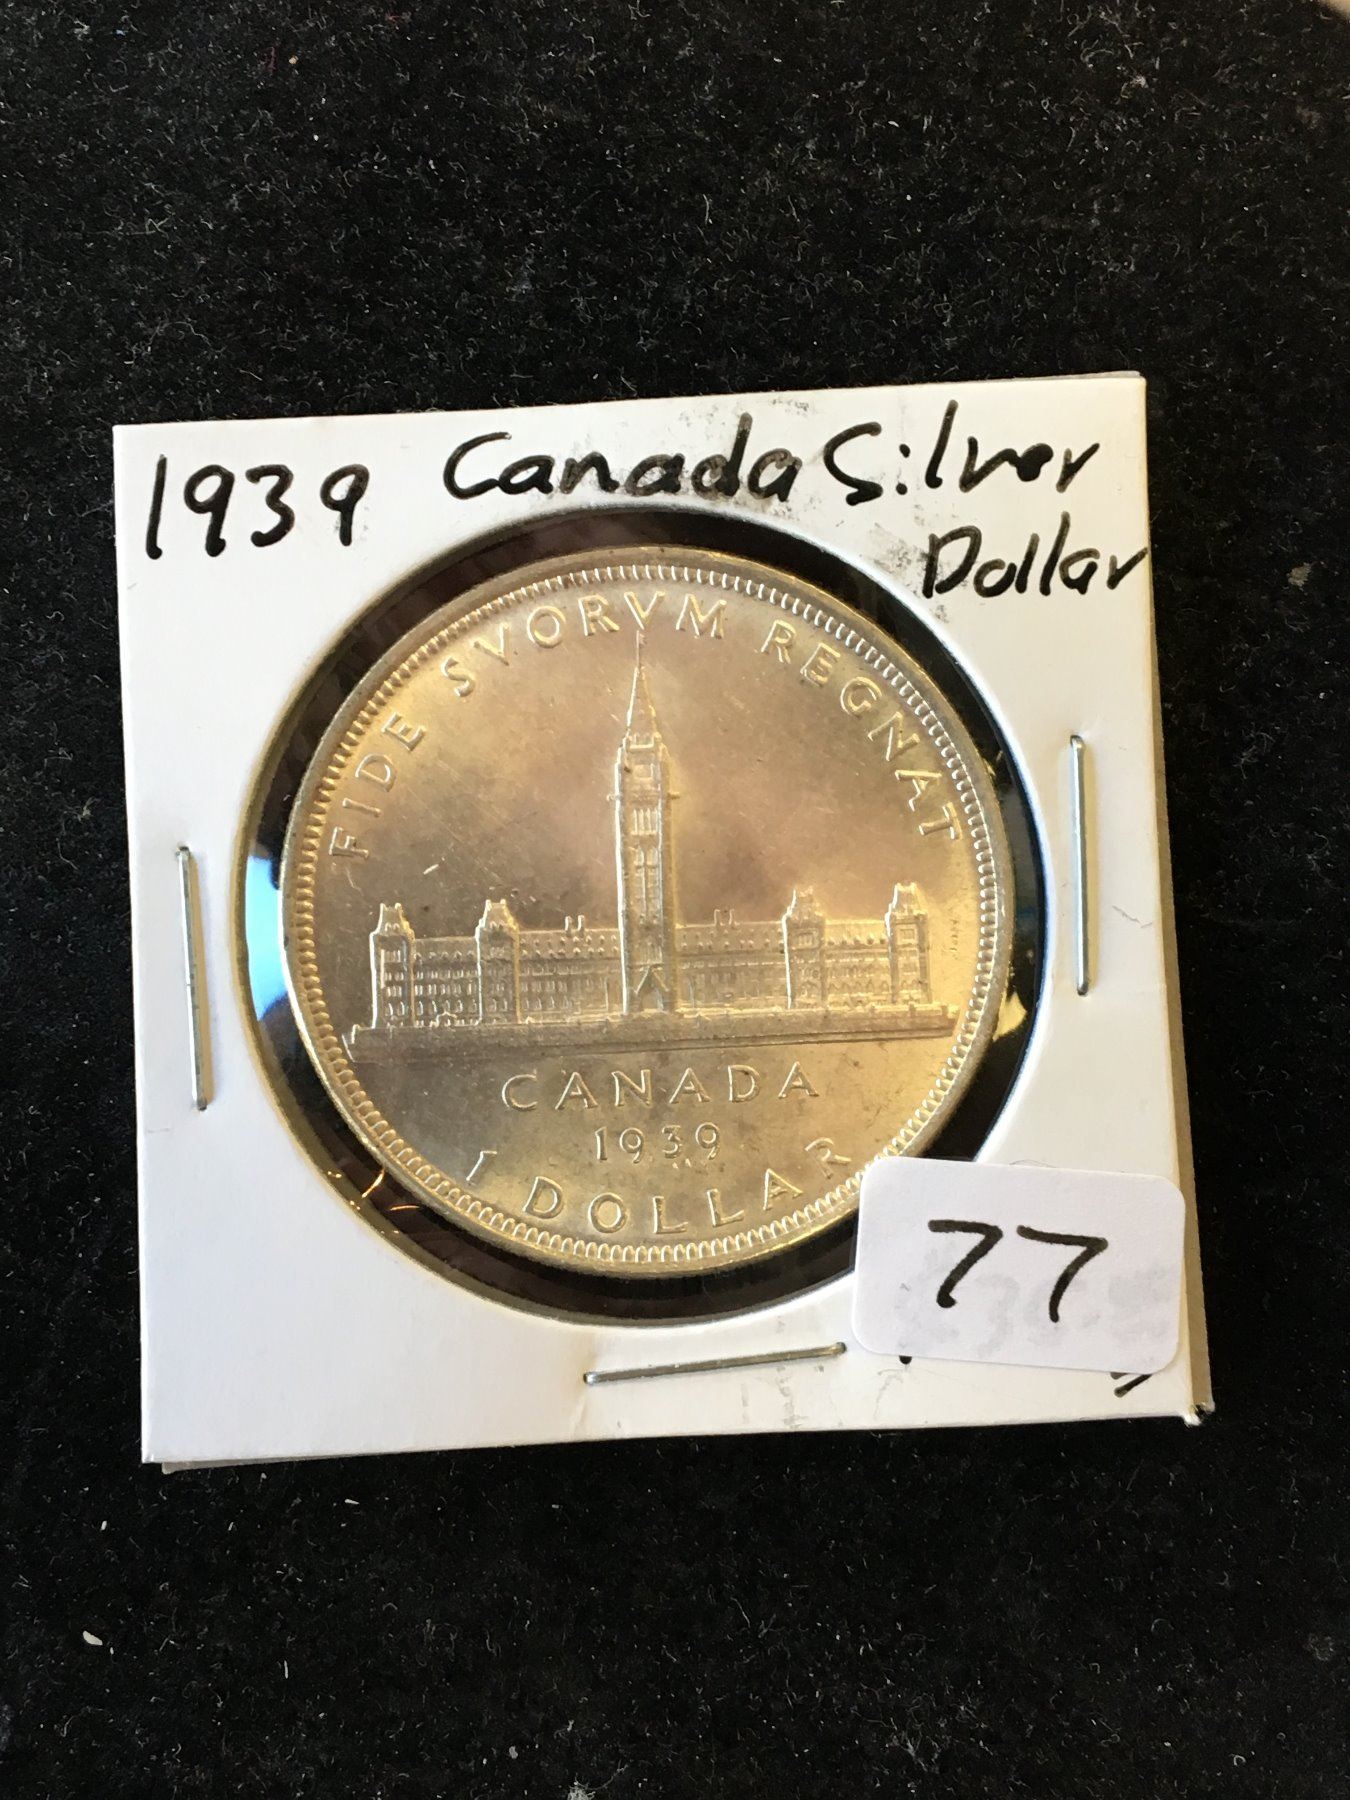 1939 Canada Silver
Dollar
FIDE SVORVM REGNAT
CANADA
1939
1 DOLLAR
77